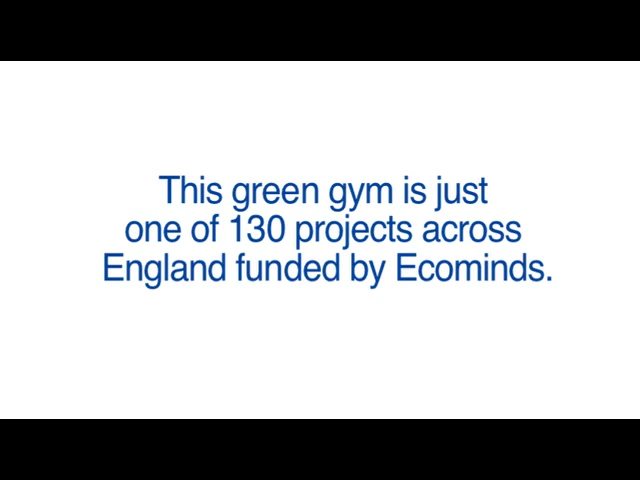 This green gym is just
one of 130 projects across
England funded by Ecominds.